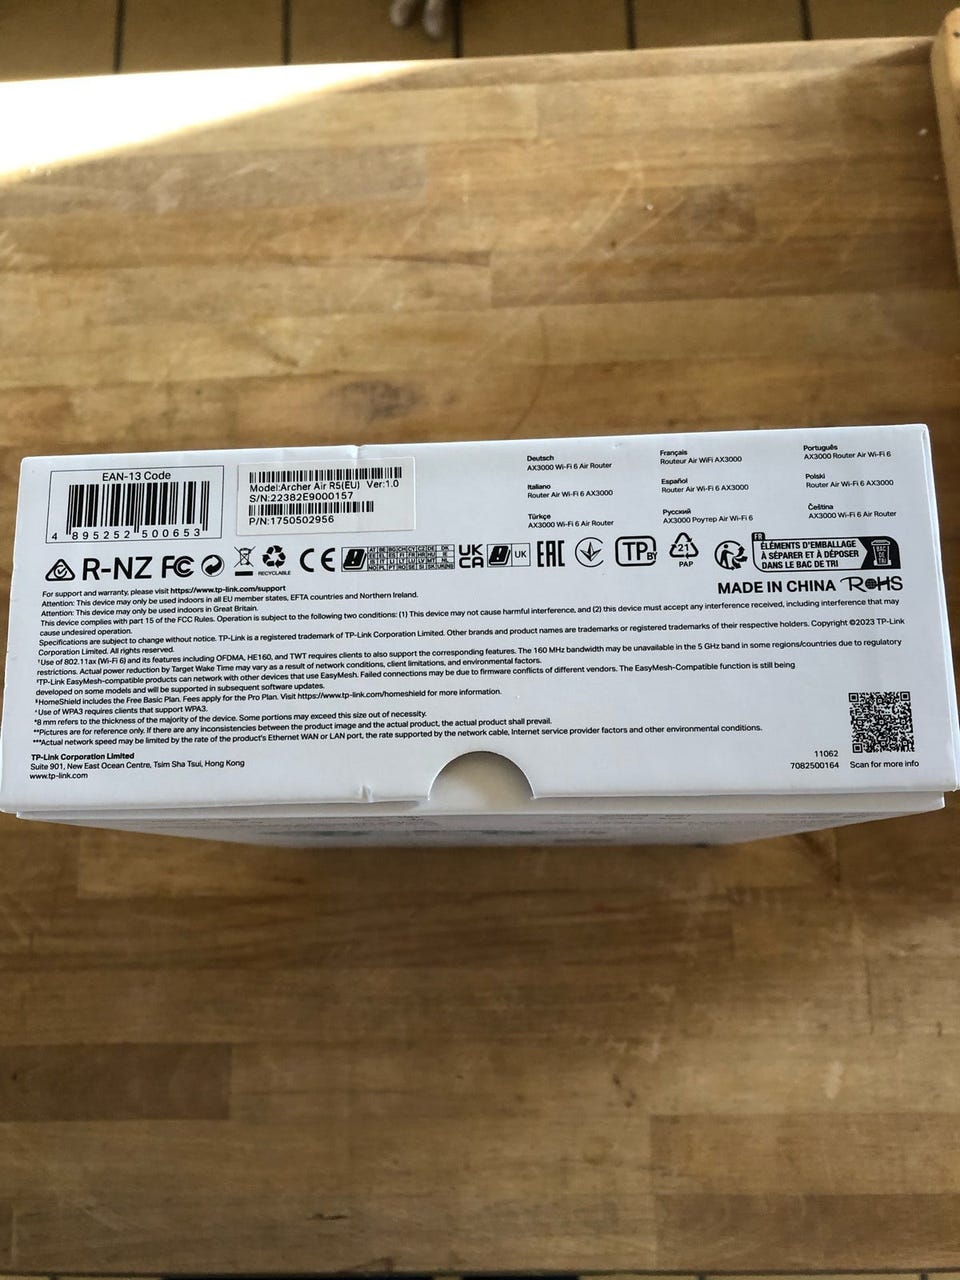 EAN-13 Code
4 895252 500653
Model:Archer Air R5(EU) Ver:1.0
S/N:22382E9000157
P/N:1750502956
Deutsch
AX3000 Wi-Fi 6 Air Router
Français
Routeur Air WiFi AX3000
Português
AX3000 Router Air Wi-Fi 6
Italiano
Router Air Wi-Fi 6 AX3000
Español
Router Air Wi-Fi 6 AX3000
Polski
Router Air Wi-Fi 6 AX3000
Türkçe
AX3000 Wi-Fi 6 Air Router
Русский
AX3000 Роутер Air Wi-Fi 6
Čeština
AX3000 Wi-Fi 6 Air Router
R-NZ FC
RECYCLABLE
CE
UK
CA
UK
EAC
TP
BY
21
PAP
FR
ÉLÉMENTS D'EMBALLAGE
À SÉPARER ET À DÉPOSER
DANS LE BAC DE TRI
BAC
DE
TRI
MADE IN CHINA RoHS
For support and warranty, please visit https://www.tp-link.com/support
Attention: This device may only be used indoors in all EU member states, EFTA countries and Northern Ireland.
Attention: This device may only be used indoors in Great Britain.
This device complies with part 15 of the FCC Rules. Operation is subject to the following two conditions: (1) This device may not cause harmful interference, and (2) this device must accept any interference received, including interference that may
cause undesired operation.
Specifications are subject to change without notice. TP-Link is a registered trademark of TP-Link Corporation Limited. Other brands and product names are trademarks or registered trademarks of their respective holders. Copyright ©2023 TP-Link
Corporation Limited. All rights reserved.
†Use of 802.11ax (Wi-Fi 6) and its features including OFDMA, HE160, and TWT requires clients to also support the corresponding features. The 160 MHz bandwidth may be unavailable in the 5 GHz band in some regions/countries due to regulatory
restrictions. Actual power reduction by Target Wake Time may vary as a result of network conditions, client limitations, and environmental factors.
‡TP-Link EasyMesh-compatible products can network with other devices that use EasyMesh. Failed connections may be due to firmware conflicts of different vendors. The EasyMesh-Compatible function is still being
developed on some models and will be supported in subsequent software updates.
§HomeShield includes the Free Basic Plan. Fees apply for the Pro Plan. Visit https://www.tp-link.com/homeshield for more information.
Use of WPA3 requires clients that support WPA3.
*8 mm refers to the thickness of the majority of the device. Some portions may exceed this size out of necessity.
**Pictures are for reference only. If there are any inconsistencies between the product image and the actual product, the actual product shall prevail.
***Actual network speed may be limited by the rate of the product's Ethernet WAN or LAN port, the rate supported by the network cable, Internet service provider factors and other environmental conditions.
TP-Link Corporation Limited
Suite 901, New East Ocean Centre, Tsim Sha Tsui, Hong Kong
www.tp-link.com
11062
7082500164
Scan for more info